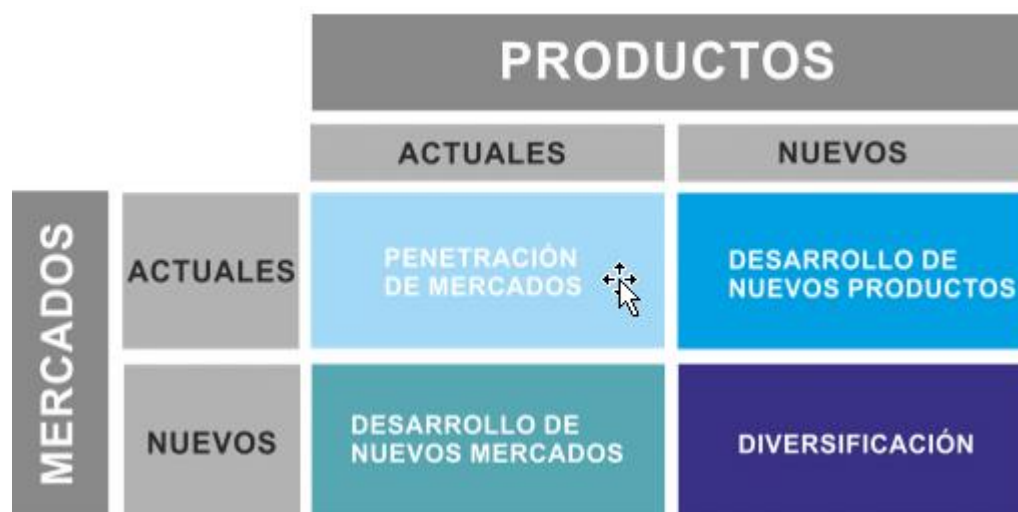 PRODUCTOS
ACTUALES
NUEVOS
MERCADOS
ACTUALES
PENETRACIÓN
DE MERCADOS
DESARROLLO DE
NUEVOS PRODUCTOS
NUEVOS
DESARROLLO DE
NUEVOS MERCADOS
DIVERSIFICACIÓN